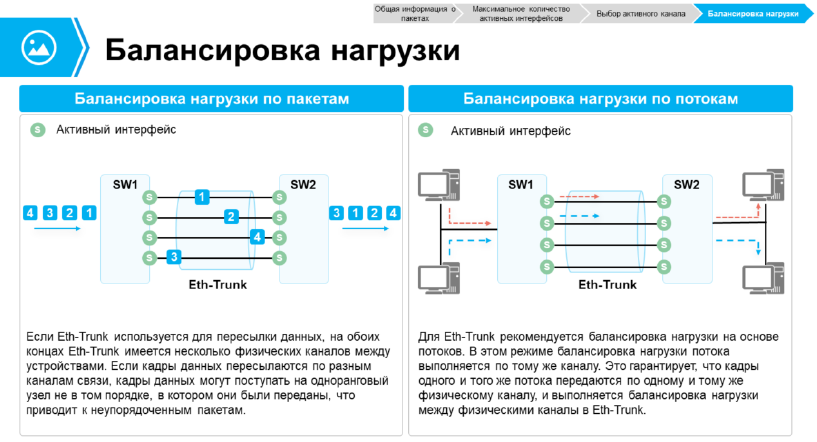 Общая информация о
пакетах
Максимальное количество
активных интерфейсов
Выбор активного канала
Балансировка нагрузки
Балансировка нагрузки
Балансировка нагрузки по пакетам
S Активный интерфейс
SW1
SW2
4 3 2 1
S 1 S
S 2 S
S 4 S
S 3 S
3 1 2 4
Eth-Trunk
Если Eth-Trunk используется для пересылки данных, на обоих
концах Eth-Trunk имеется несколько физических каналов между
устройствами. Если кадры данных пересылаются по разным
каналам связи, кадры данных могут поступать на одноранговый
узел не в том порядке, в котором они были переданы, что
приводит к неупорядоченным пакетам.
Балансировка нагрузки по потокам
S Активный интерфейс
SW1
SW2
S S
S S
S S
S S
Eth-Trunk
Для Eth-Trunk рекомендуется балансировка нагрузки на основе
потоков. В этом режиме балансировка нагрузки потока
выполняется по тому же каналу. Это гарантирует, что кадры
одного и того же потока передаются по одному и тому же
физическому каналу, и выполняется балансировка нагрузки
между физическими каналы в Eth-Trunk.